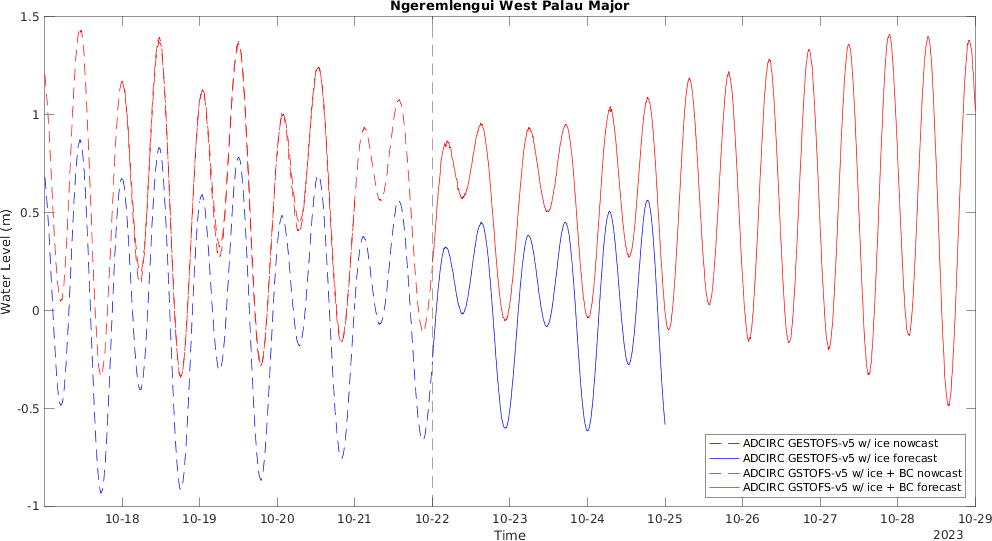 Ngeremlengui West Palau Major
1.5
1
0.5
0
-0.5
-1
Water Level (m)
10-18
10-19
10-20
10-21
10-22
10-23
10-24
10-25
10-26
10-27
10-28
10-29
Time
2023
ADCIRC GESTOFS-v5 w/ ice nowcast
ADCIRC GESTOFS-v5 w/ ice forecast
ADCIRC GSTOFS-v5 w/ ice + BC nowcast
ADCIRC GSTOFS-v5 w/ ice + BC forecast